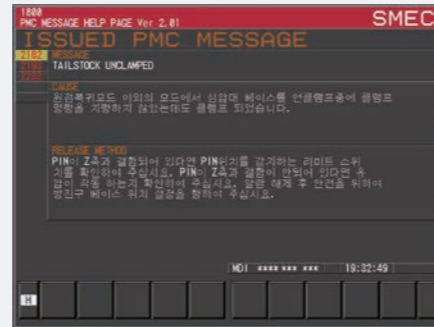 1800
PMC MESSAGE HELP PAGE Ver 2.01
SMEC
ISSUED PMC MESSAGE
2182
MESSAGE
TAILSTOCK UNCLAMPED
CAUSE
원점복귀모드 이외의 모드에서 심압대 베이스를 언클램프중에 클램프
명령을 지령하지 않았는데도 클램프 되었습니다.
RELEASE METHOD
PIN이 Z축과 결합되어 있다면 PIN위치를 감지하는 리미트 스위
치를 확인하여 주십시요. PIN이 Z축과 결합이 안되어 있다면 유
압이 작동 하는지 확인하여 주십시요. 알람 해제 후 안전을 위하여
방진구 베이스 위치 설정을 행하여 주십시요.
MDI **** *** *** 19:32:49
H